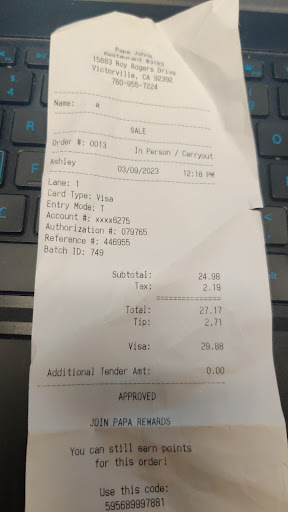 Papa Johns
Restaurant #3165
15683 Roy Rogers Drive
Victorville, CA 92392
760-955-7224
Name: a
SALE
Order #: 0013 In Person / Carryout
Ashley 03/09/2023 12:18 PM
Lane: 1
Card Type: Visa
Entry Mode: T
Account #: xxxx6275
Authorization #: 079765
Reference #: 446955
Batch ID: 749
Subtotal: 24.98
Tax: 2.19
===============
Total: 27.17
Tip: 2.71
Visa: 29.88
Additional Tender Amt: 0.00
APPROVED
JOIN PAPA REWARDS
You can still earn points
for this order!
Use this code:
595689997881